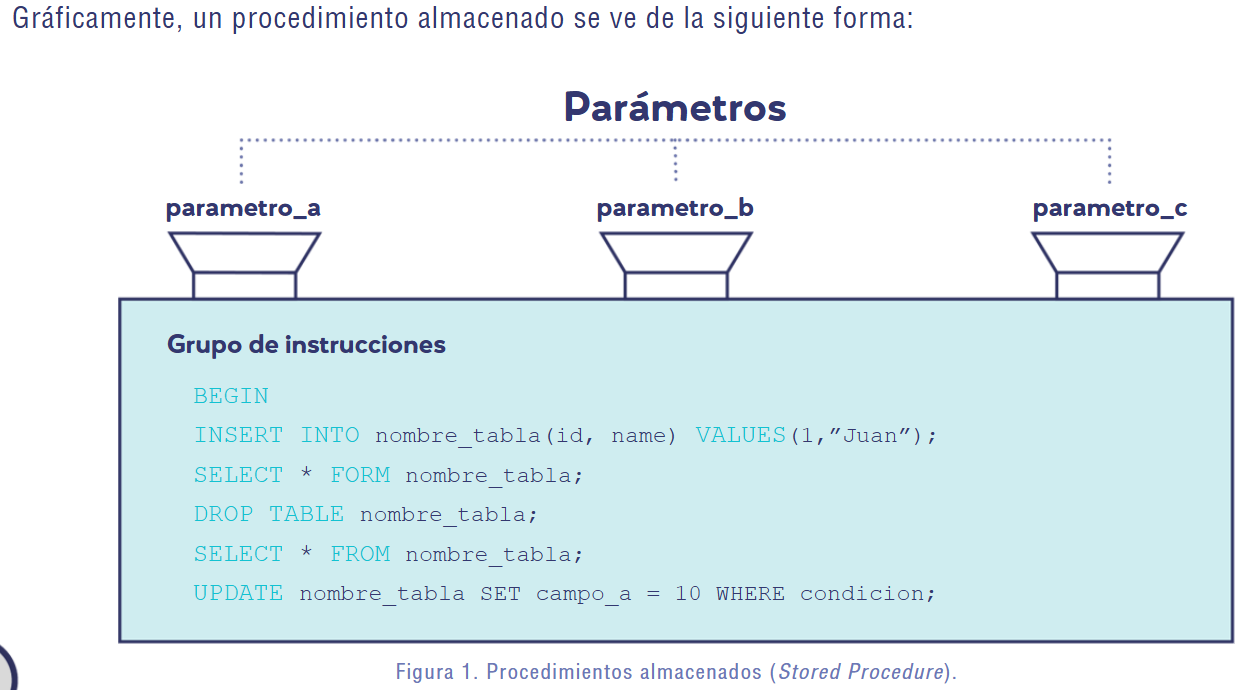 Gráficamente, un procedimiento almacenado se ve de la siguiente forma:
Parámetros
parametro_a parametro_b parametro_c
Grupo de instrucciones
BEGIN
INSERT INTO nombre_tabla(id, name) VALUES(1,”Juan”);
SELECT * FORM nombre_tabla;
DROP TABLE nombre_tabla;
SELECT * FROM nombre_tabla;
UPDATE nombre_tabla SET campo_a = 10 WHERE condicion;
Figura 1. Procedimientos almacenados (Stored Procedure).